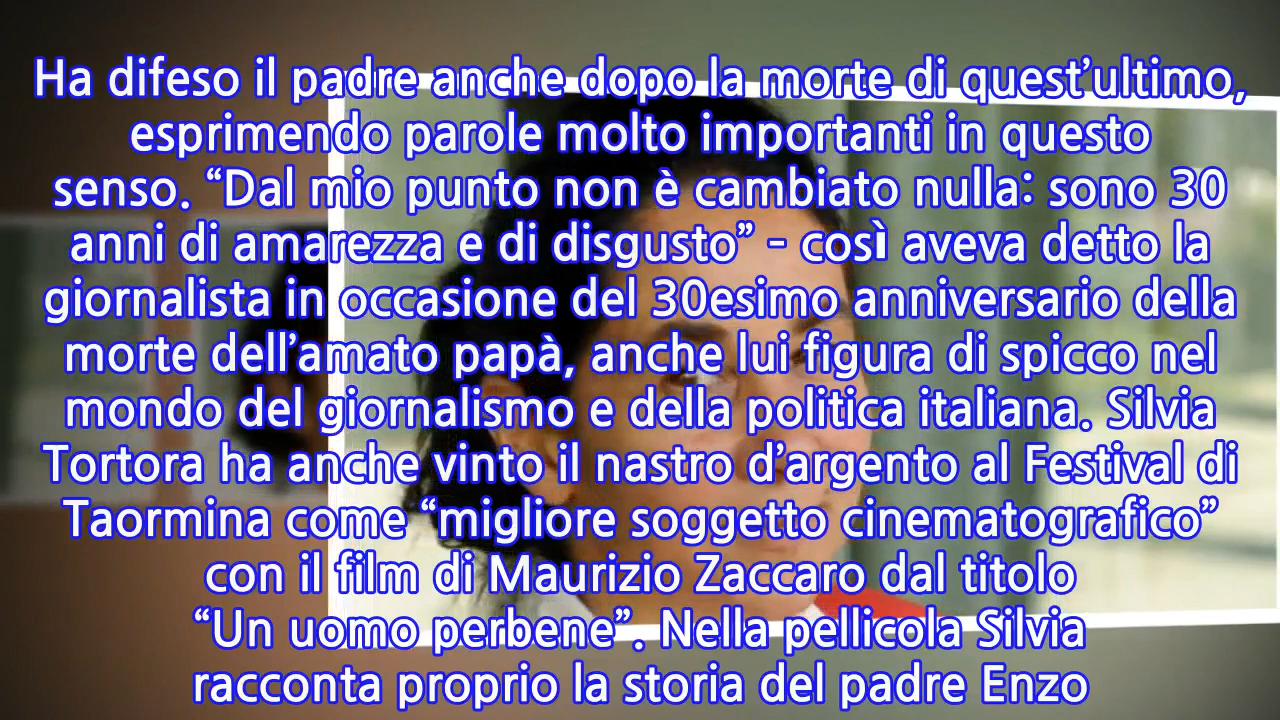 Ha difeso il padre anche dopo la morte di quest’ultimo,
esprimendo parole molto importanti in questo
senso. “Dal mio punto non è cambiato nulla: sono 30
anni di amarezza e di disgusto” - così aveva detto la
giornalista in occasione del 30esimo anniversario della
morte dell’amato papà, anche lui figura di spicco nel
mondo del giornalismo e della politica italiana. Silvia
Tortora ha anche vinto il nastro d’argento al Festival di
Taormina come “migliore soggetto cinematografico”
con il film di Maurizio Zaccaro dal titolo
“Un uomo perbene”. Nella pellicola Silvia
racconta proprio la storia del padre Enzo